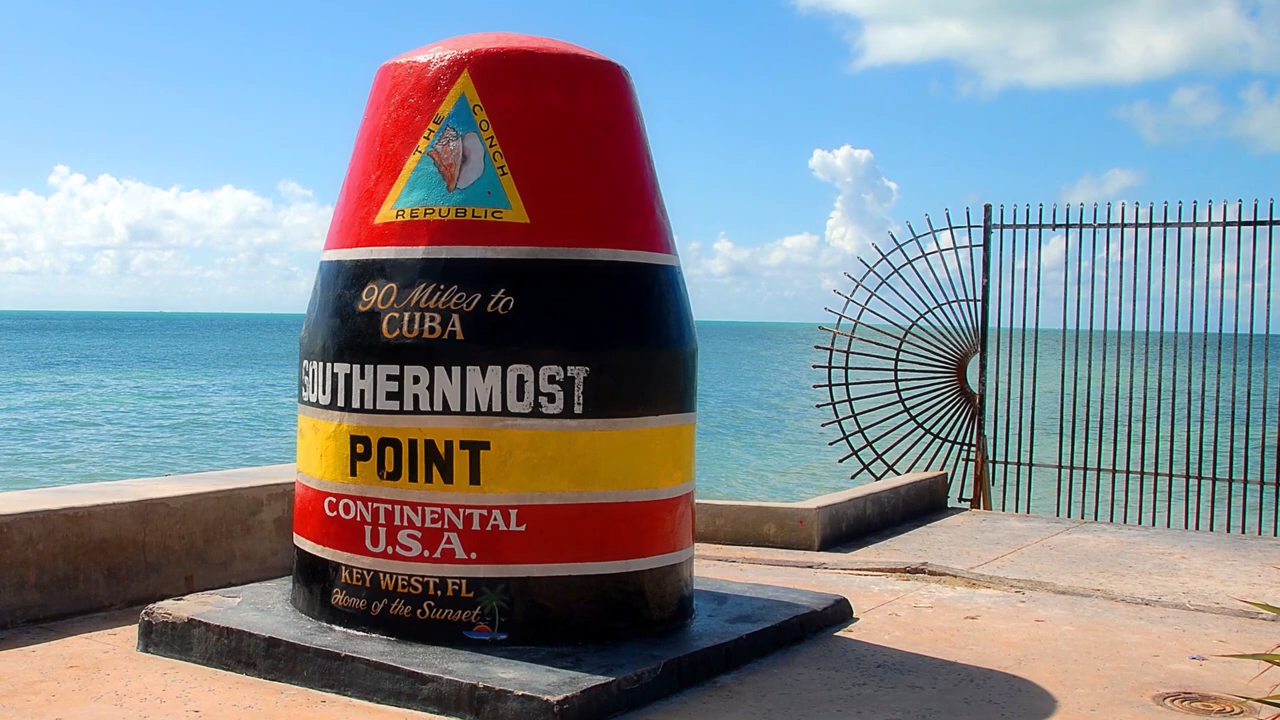 THE CONCH
REPUBLIC
90 Miles to
CUBA
SOUTHERNMOST
POINT
CONTINENTAL
U.S.A.
KEY WEST, FL
Home of the Sunset